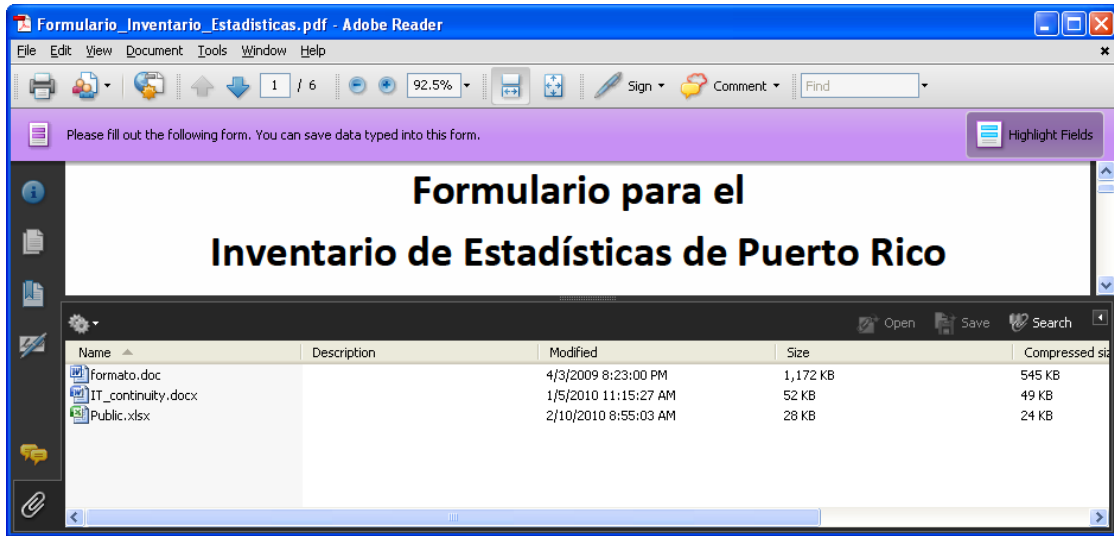 Formulario_Inventario_Estadisticas.pdf - Adobe Reader
File Edit View Document Tools Window Help
1 / 6 92.5% Sign Comment Find
Please fill out the following form. You can save data typed into this form. Highlight Fields
Formulario para el
Inventario de Estadísticas de Puerto Rico
Open Save Search
Name Description Modified Size Compressed siz
formato.doc 4/3/2009 8:23:00 PM 1,172 KB 545 KB
IT_continuity.docx 1/5/2010 11:15:27 AM 52 KB 49 KB
Public.xlsx 2/10/2010 8:55:03 AM 28 KB 24 KB